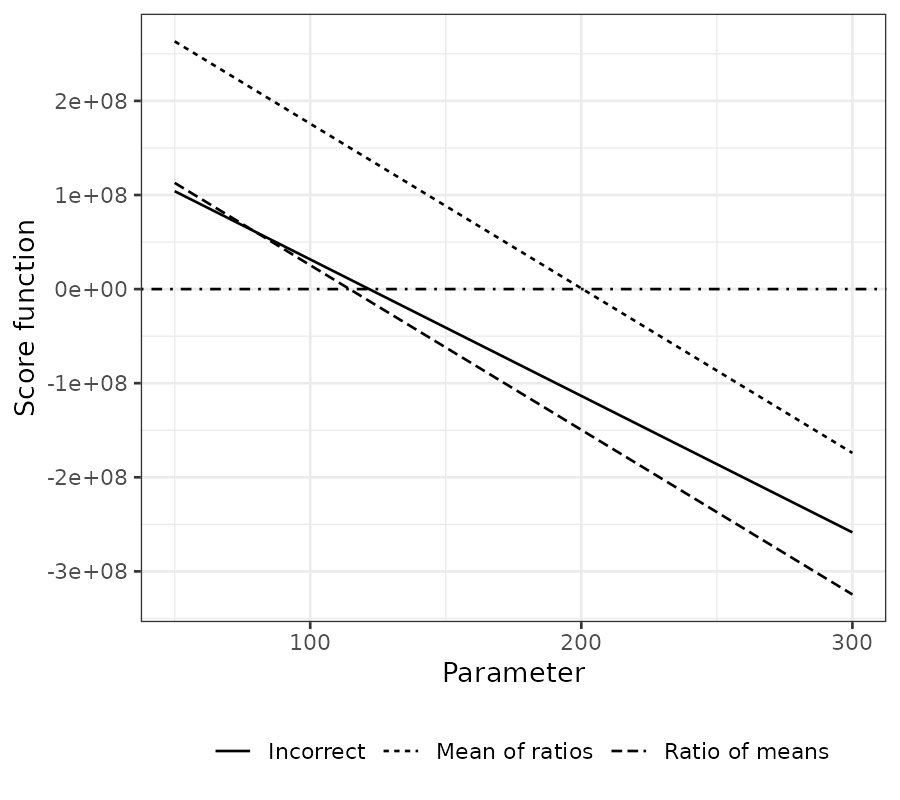 Score function
2e+08
1e+08
0e+00
-1e+08
-2e+08
-3e+08
100 200 300
Parameter
Incorrect Mean of ratios Ratio of means